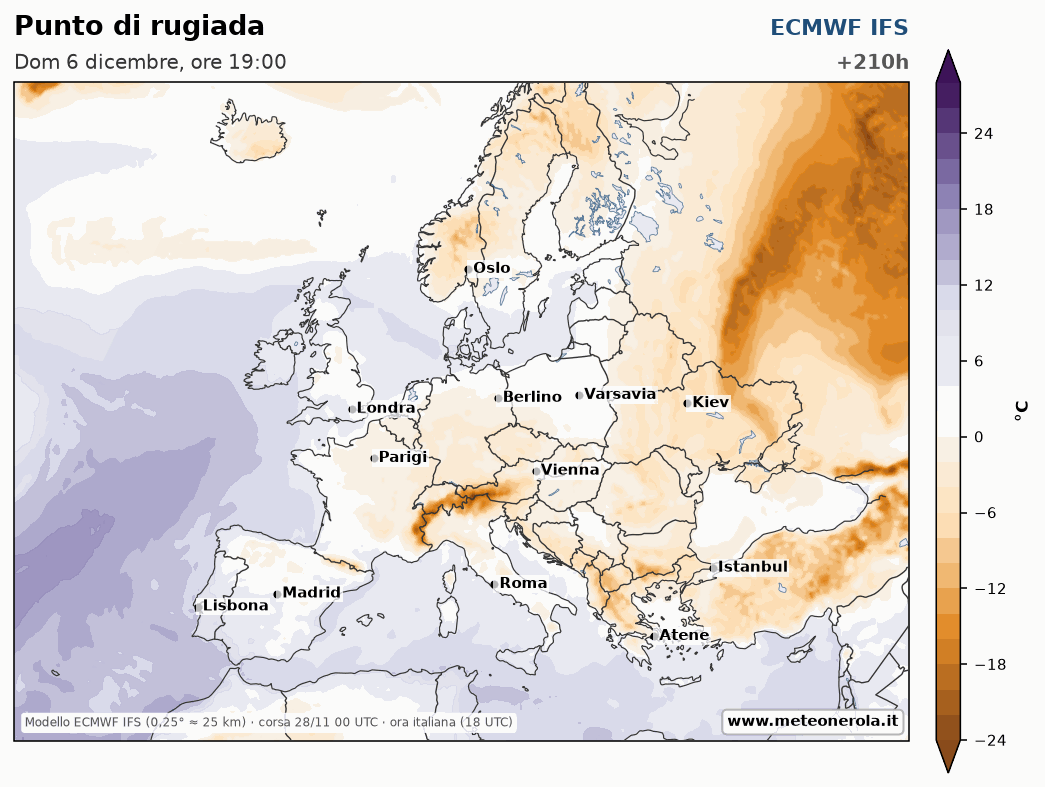 Punto di rugiada
ECMWF IFS
Dom 6 dicembre, ore 19:00
+210h
Oslo
Londra
Berlino
Varsavia
Kiev
Parigi
Vienna
Istanbul
Roma
Madrid
Lisbona
Atene
Modello ECMWF IFS (0,25° ≈ 25 km) · corsa 28/11 00 UTC · ora italiana (18 UTC)
www.meteonerola.it
24
18
12
6
0
−6
−12
−18
−24
°C